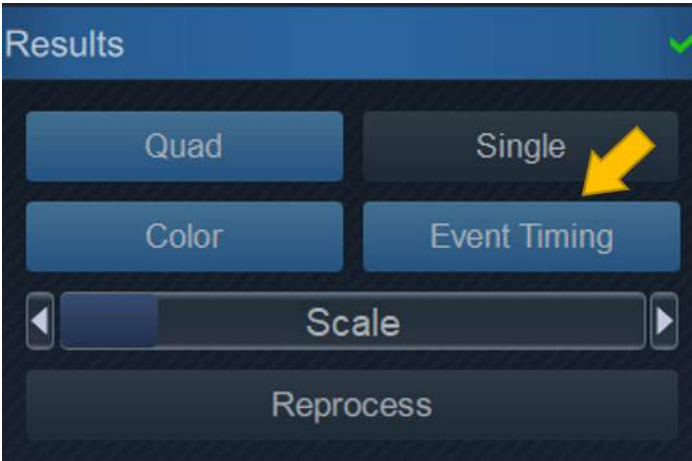 Results
Quad
Single
Color
Event Timing
Scale
Reprocess